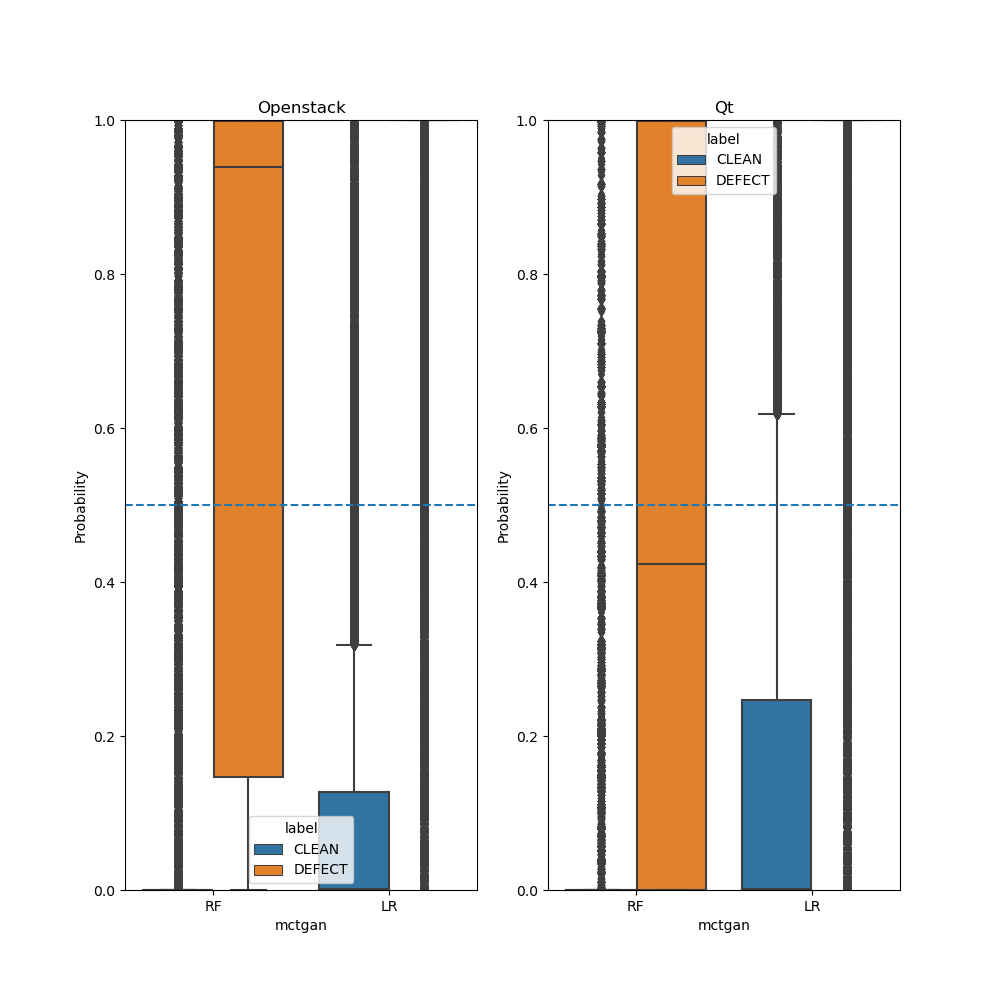 Openstack
1.0
0.8
0.6
0.4
0.2
0.0
Probability
label
CLEAN
DEFECT
RF
LR
mctgan
Qt
1.0
0.8
0.6
0.4
0.2
0.0
Probability
label
CLEAN
DEFECT
RF
LR
mctgan